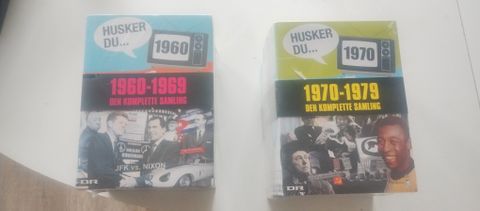 HUSKER
DU...
1960
1960-1969
DEN KOMPLETTE SAMLING
JFK vs. NIXON
DR
HUSKER
DU...
1970
1970-1979
DEN KOMPLETTE SAMLING
DR